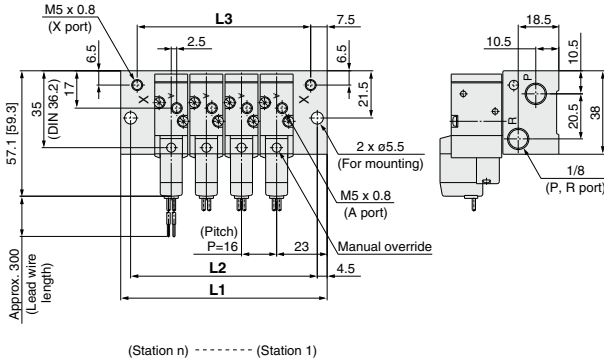 M5 x 0.8
(X port)
L3
7.5
6.5
2.5
6.5
18.5
10.5
10.5
17
35
(DIN 36.2)
57.1 [59.3]
X
A
A
A
A
X
21.5
P
R
20.5
38
2 x ø5.5
(For mounting)
1/8
(P, R port)
M5 x 0.8
(A port)
(Pitch)
P=16
23
Manual override
Approx. 300
(Lead wire
length)
L2
4.5
L1
(Station n) ------- (Station 1)